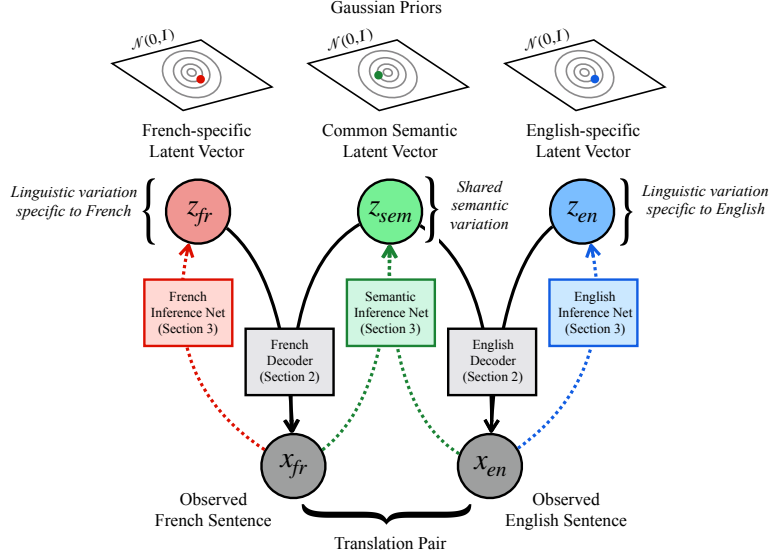 Gaussian Priors
𝒩(0,I) 𝒩(0,I) 𝒩(0,I)
French-specific
Latent Vector
Common Semantic
Latent Vector
English-specific
Latent Vector
Linguistic variation
specific to French
z_fr
z_sem
Shared
semantic
variation
z_en
Linguistic variation
specific to English
French
Inference Net
(Section 3)
Semantic
Inference Net
(Section 3)
English
Inference Net
(Section 3)
French
Decoder
(Section 2)
English
Decoder
(Section 2)
x_fr
x_en
Observed
French Sentence
Observed
English Sentence
Translation Pair